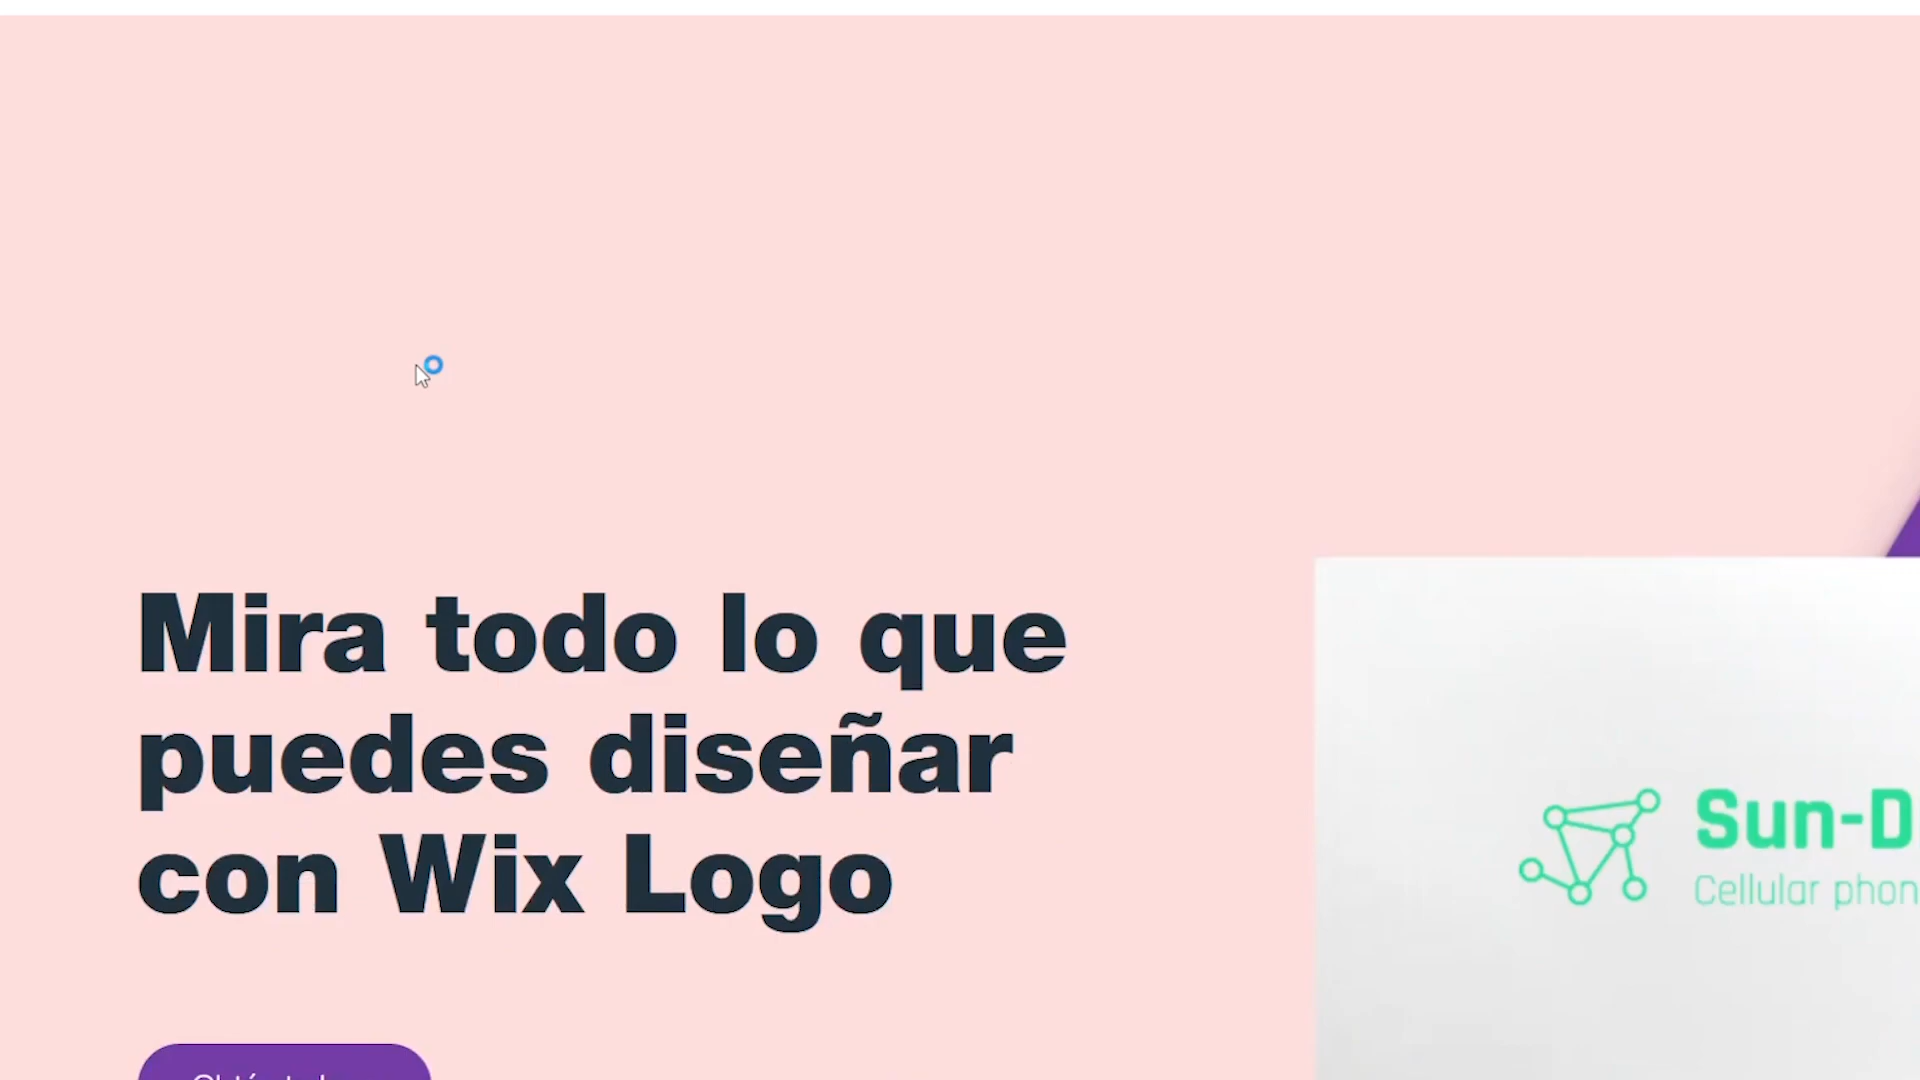 Mira todo lo que
puedes diseñar
con Wix Logo
Sun-D
Cellular phon